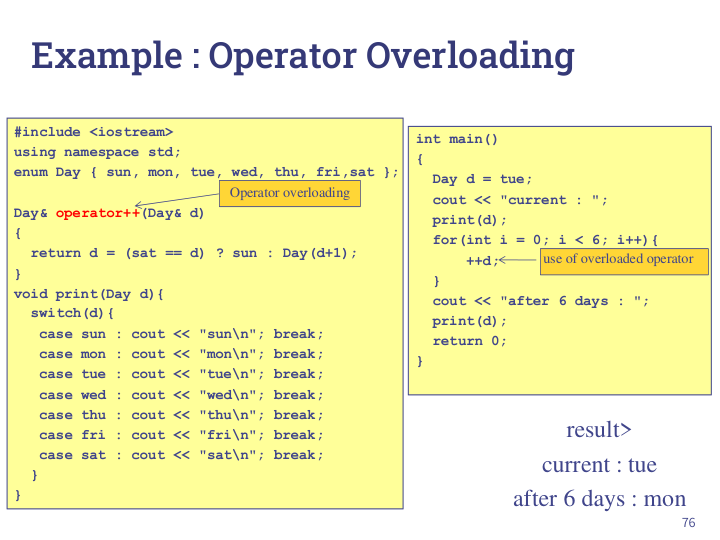 Example : Operator Overloading
#include <iostream>
using namespace std;
enum Day { sun, mon, tue, wed, thu, fri,sat };
Operator overloading
Day& operator++(Day& d)
{
  return d = (sat == d) ? sun : Day(d+1);
}
void print(Day d){
  switch(d){
   case sun : cout << "sun\n"; break;
   case mon : cout << "mon\n"; break;
   case tue : cout << "tue\n"; break;
   case wed : cout << "wed\n"; break;
   case thu : cout << "thu\n"; break;
   case fri : cout << "fri\n"; break;
   case sat : cout << "sat\n"; break;
  }
}
int main()
{
  Day d = tue;
  cout << "current : ";
  print(d);
  for(int i = 0; i < 6; i++){
      ++d;
use of overloaded operator
  }
  cout << "after 6 days : ";
  print(d);
  return 0;
}
result>
current : tue
after 6 days : mon
76